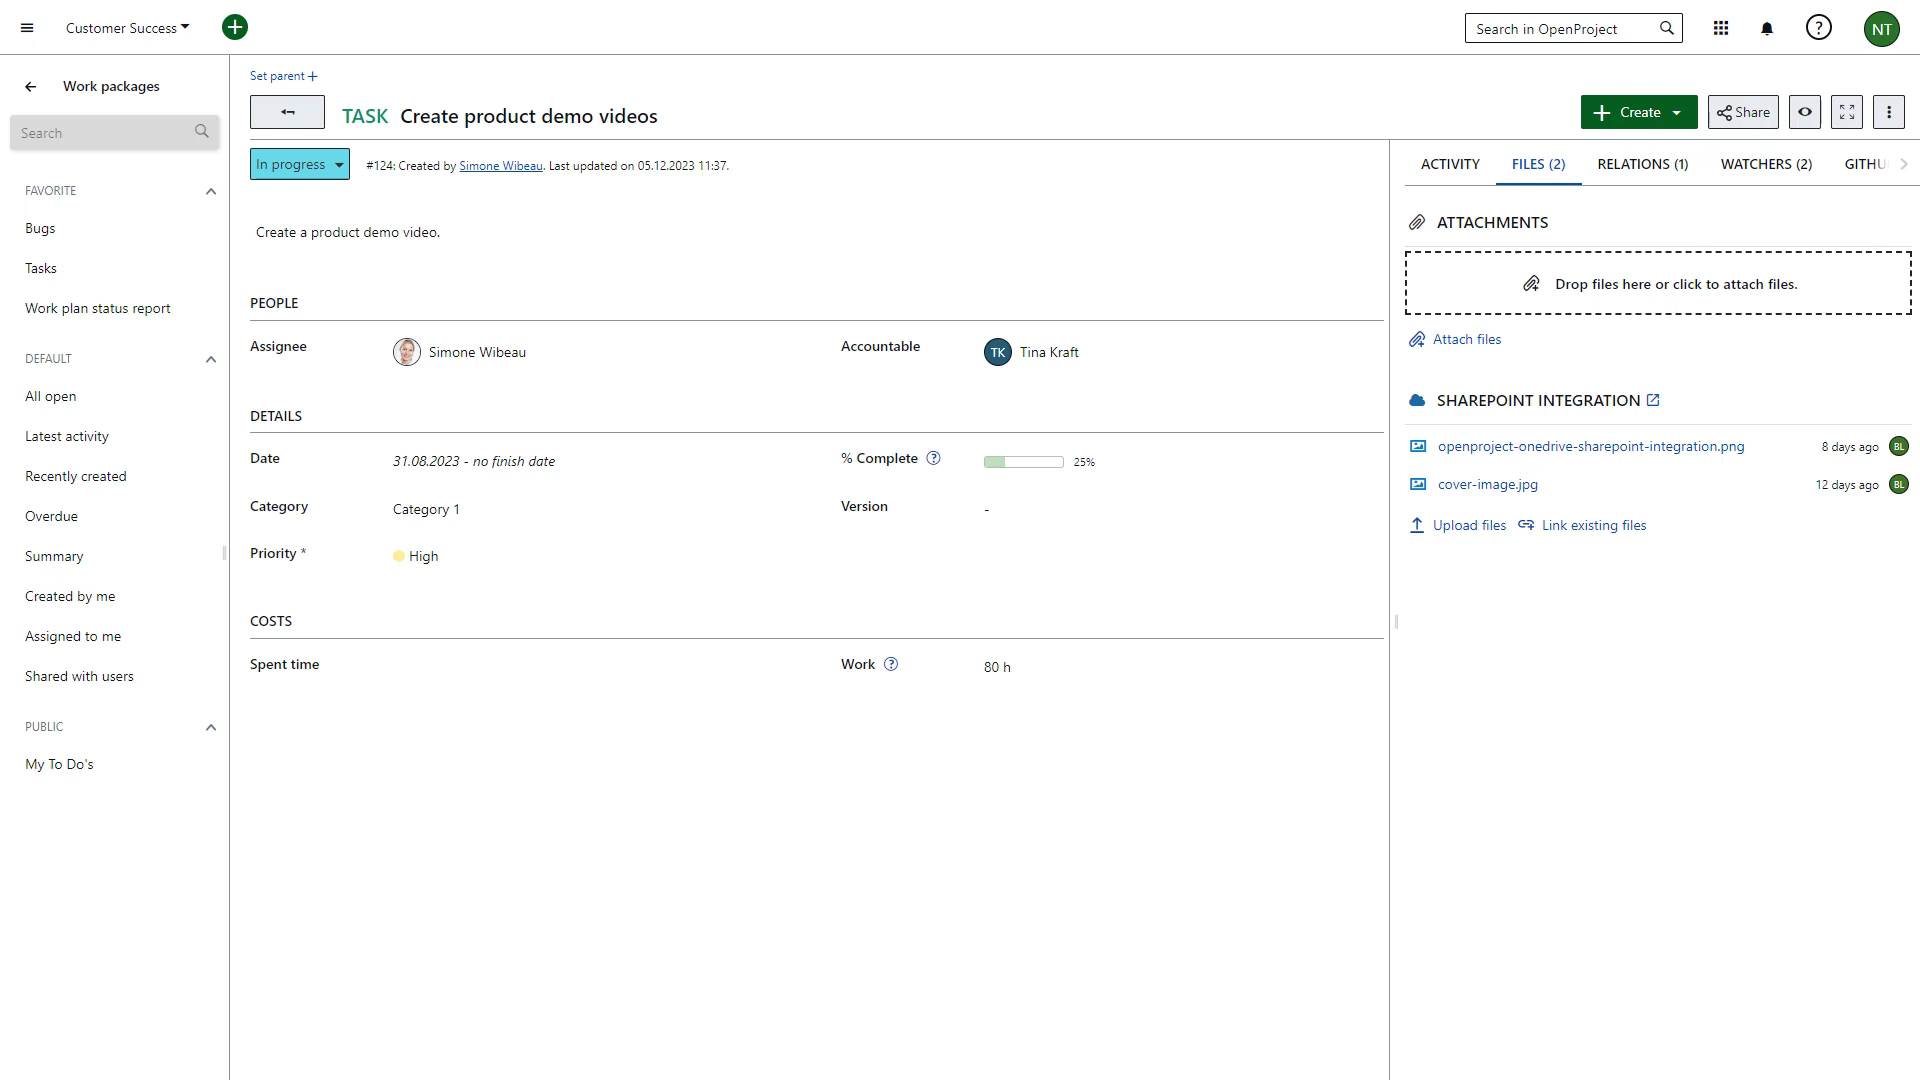 Customer Success
Search in OpenProject
?
NT
Work packages
Search
FAVORITE
Bugs
Tasks
Work plan status report
DEFAULT
All open
Latest activity
Recently created
Overdue
Summary
Created by me
Assigned to me
Shared with users
PUBLIC
My To Do's
Set parent
TASK Create product demo videos
Create
Share
In progress
#124: Created by Simone Wibeau. Last updated on 05.12.2023 11:37.
Create a product demo video.
PEOPLE
Assignee
Simone Wibeau
Accountable
TK
Tina Kraft
DETAILS
Date
31.08.2023 - no finish date
% Complete ?
25%
Category
Category 1
Version
-
Priority *
High
COSTS
Spent time
Work ?
80 h
ACTIVITY
FILES (2)
RELATIONS (1)
WATCHERS (2)
GITHU
ATTACHMENTS
Drop files here or click to attach files.
Attach files
SHAREPOINT INTEGRATION
openproject-onedrive-sharepoint-integration.png
8 days ago
BL
cover-image.jpg
12 days ago
BL
Upload files
Link existing files